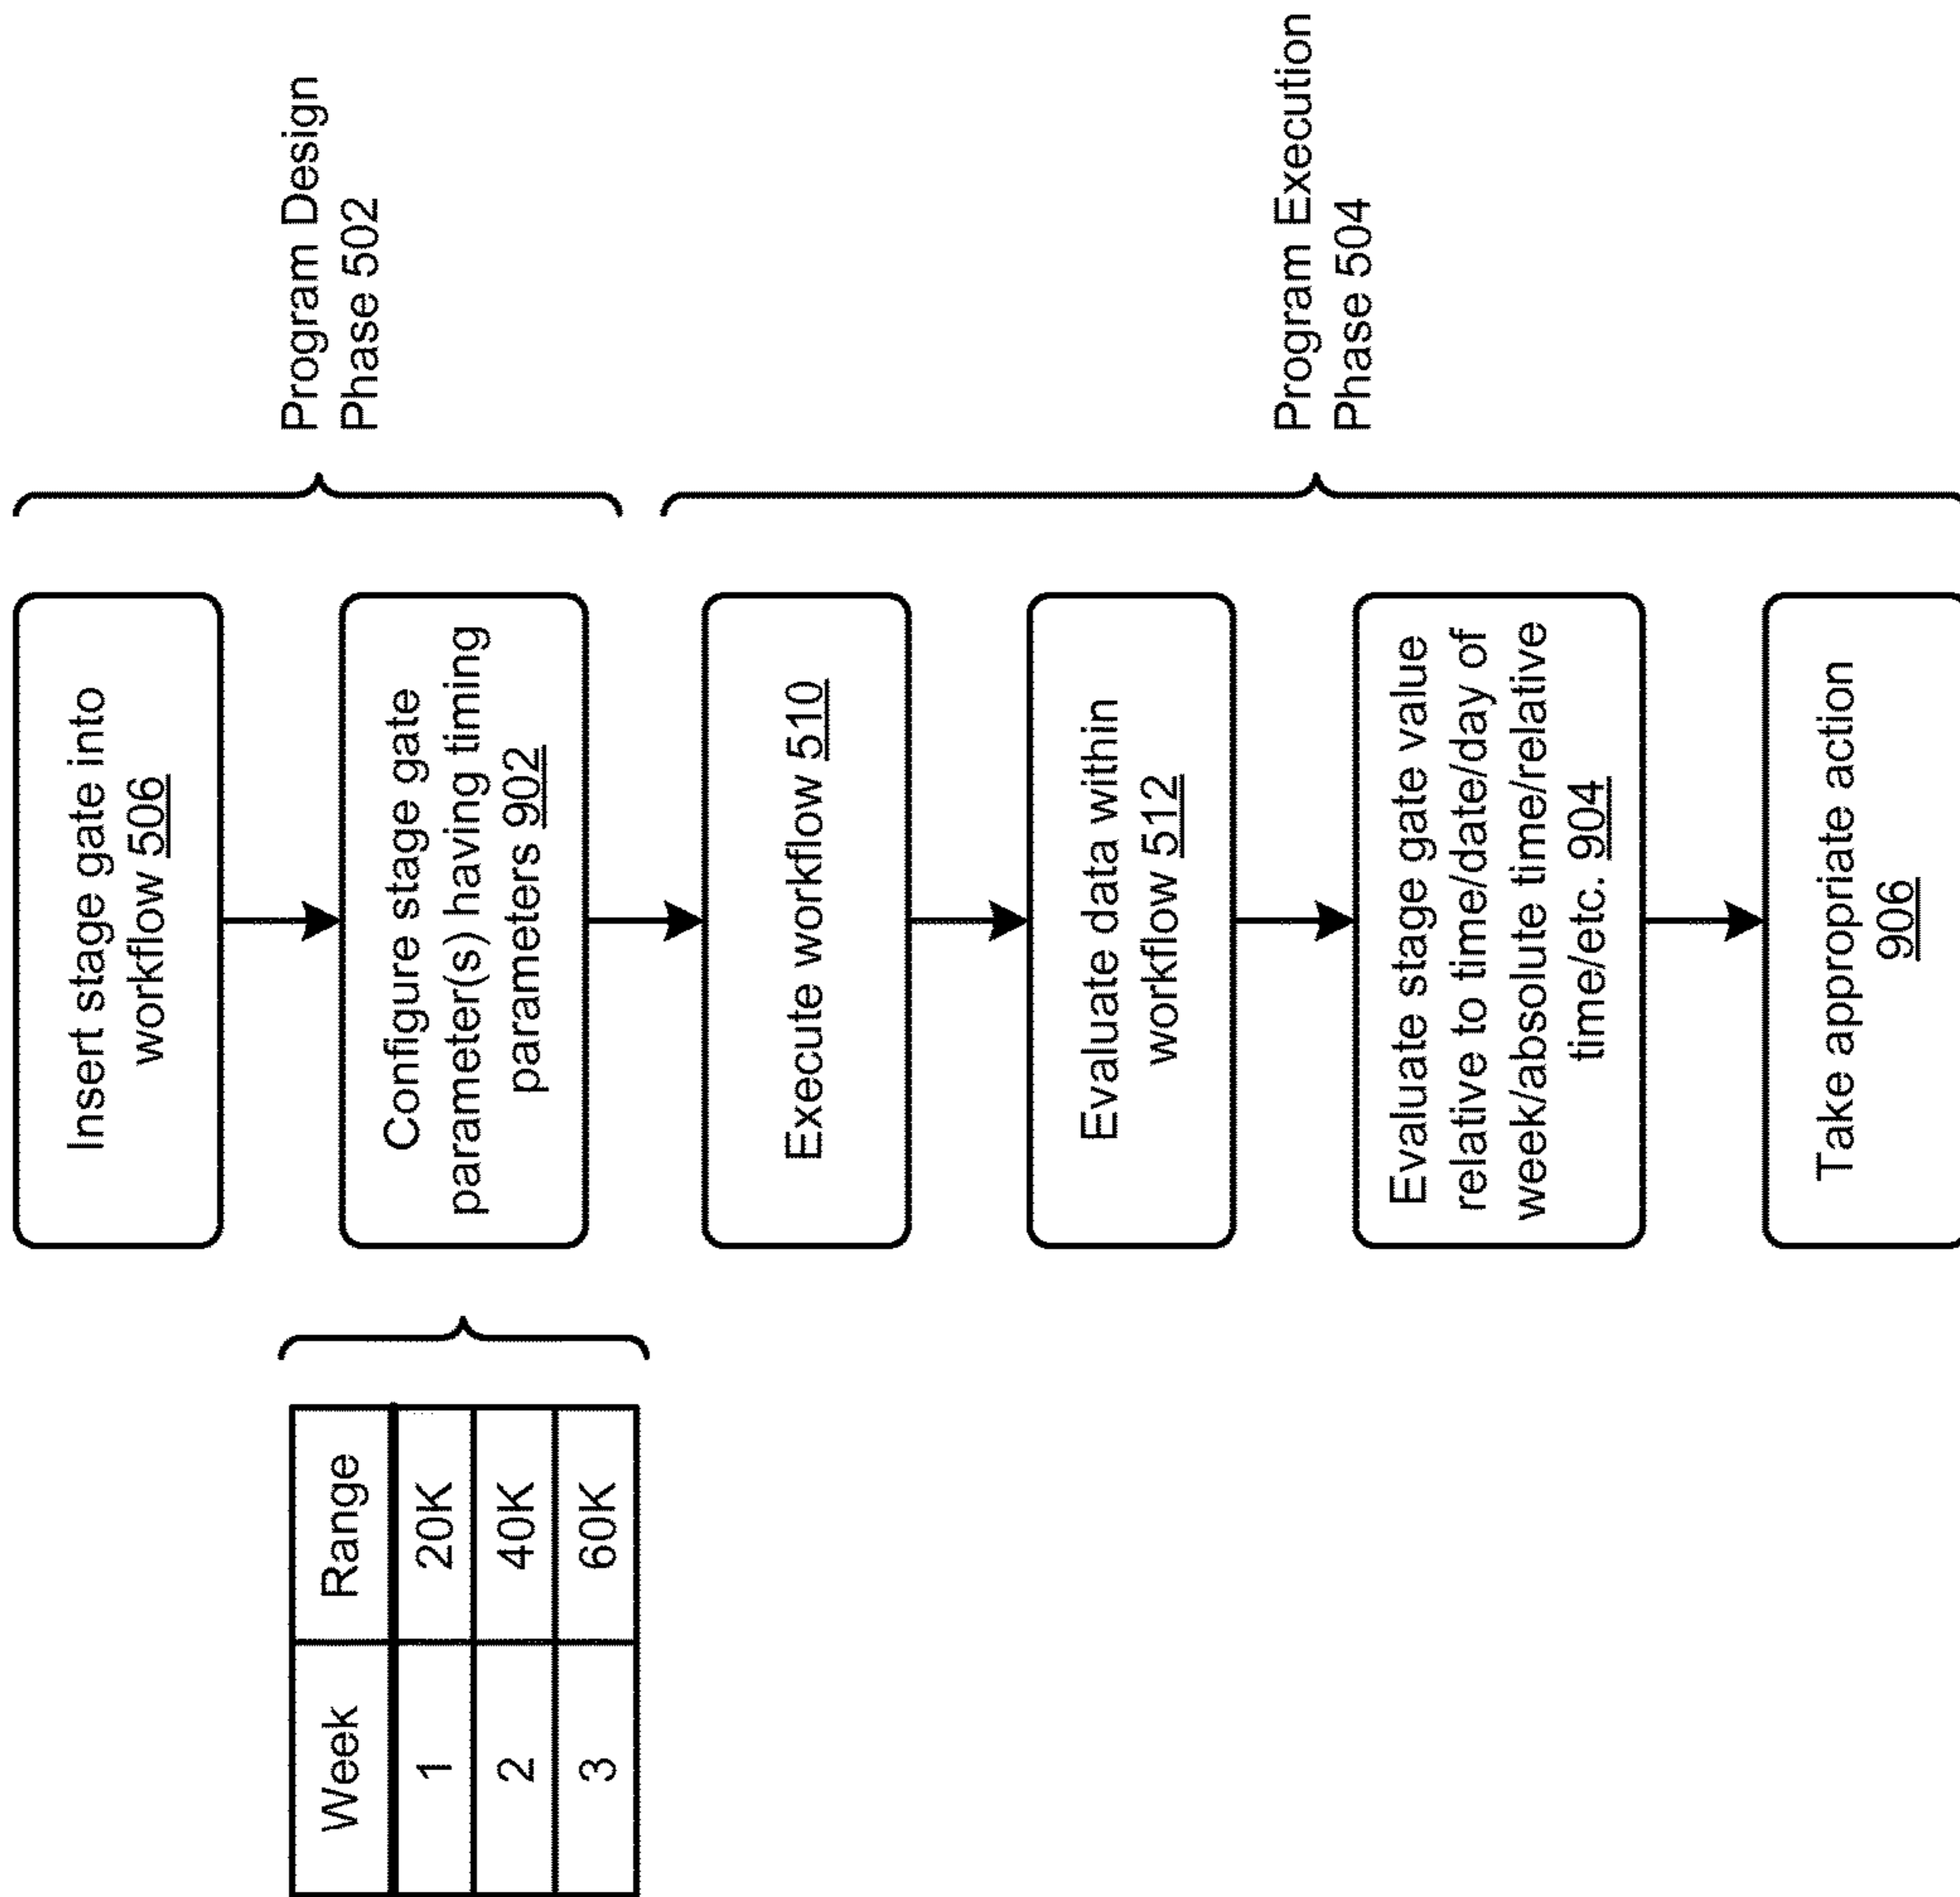 Week Range
1 20K
2 40K
3 60K
Insert stage gate into
workflow 506
Configure stage gate
parameter(s) having timing
parameters 902
Execute workflow 510
Evaluate data within
workflow 512
Evaluate stage gate value
relative to time/date/day of
week/absolute time/relative
time/etc. 904
Take appropriate action
906
Program Design
Phase 502
Program Execution
Phase 504